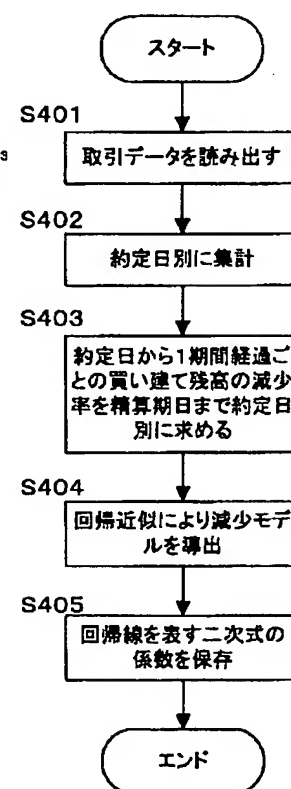 スタート
S401
取引データを読み出す
S402
約定日別に集計
S403
約定日から1期間経過ご
との買い建て残高の減少
率を精算期日まで約定日
別に求める
S404
回帰近似により減少モデ
ルを導出
S405
回帰線を表す二次式の
係数を保存
エンド